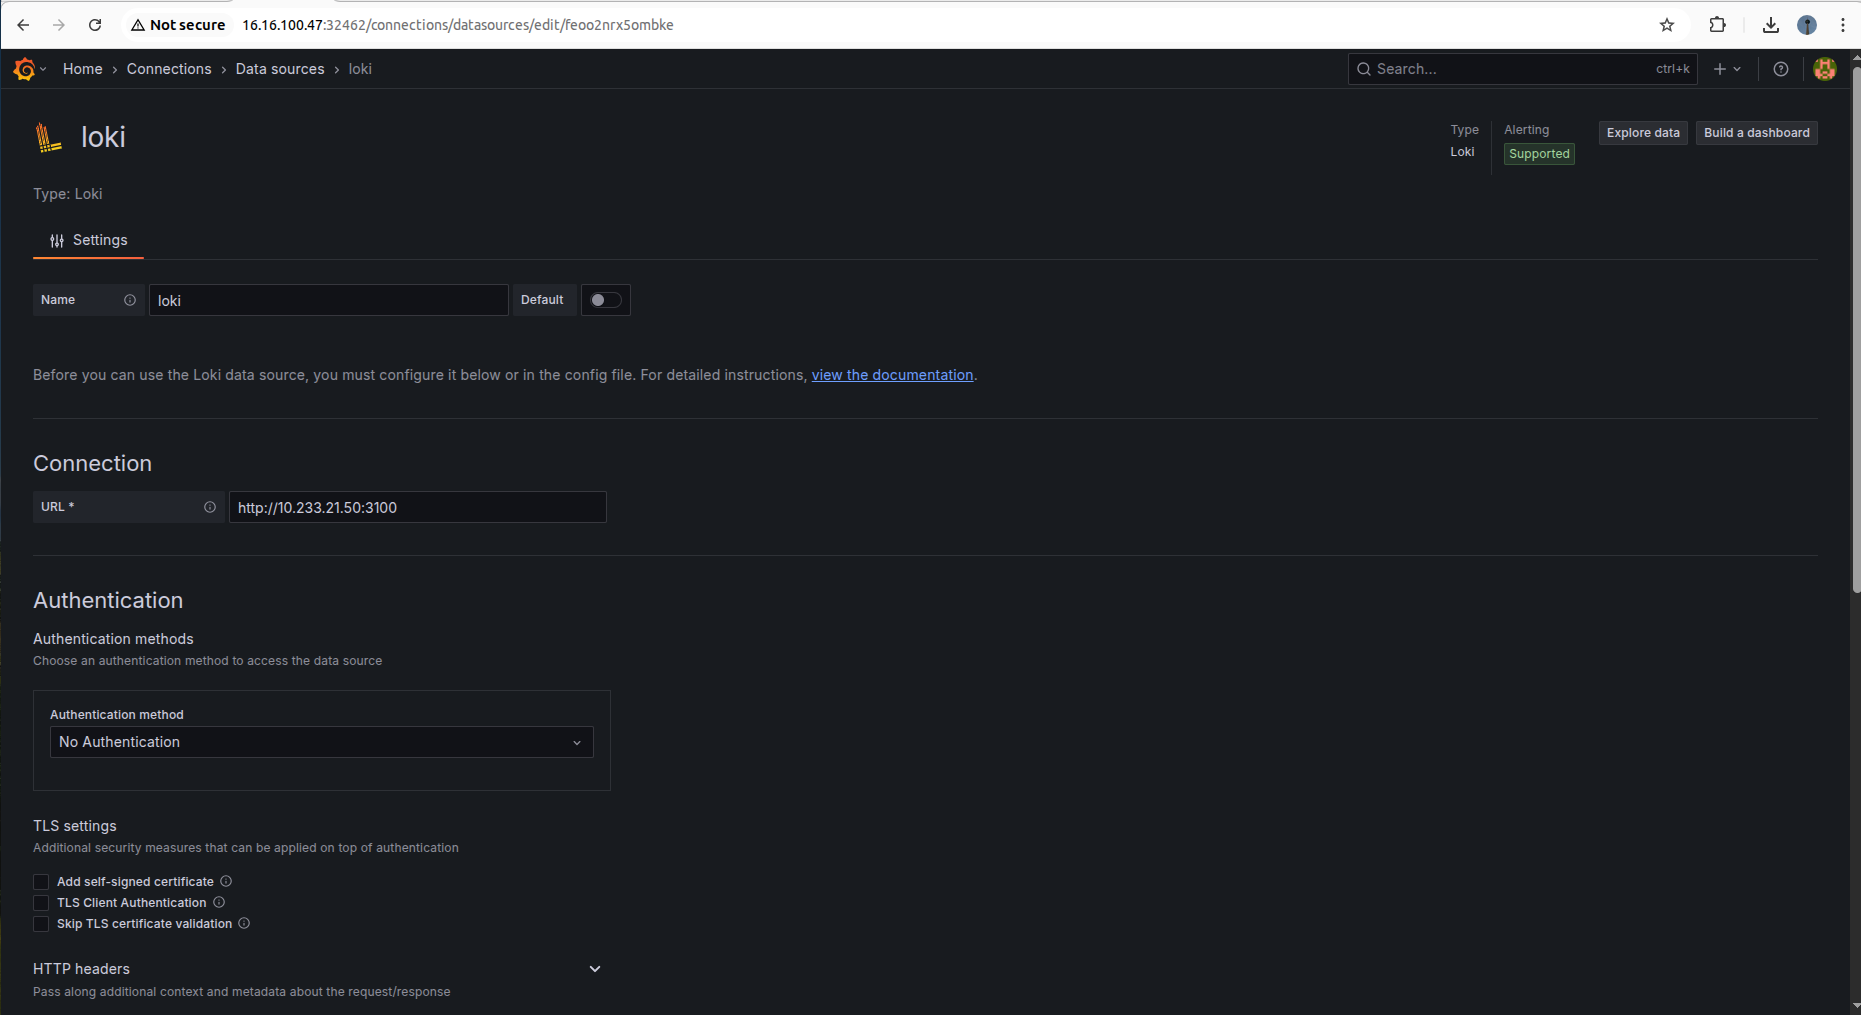 Not secure 16.16.100.47:32462/connections/datasources/edit/feoo2nrx5ombke
Home › Connections › Data sources › loki
Search... ctrl+k
loki
Type
Loki
Alerting
Supported
Explore data
Build a dashboard
Type: Loki
Settings
Name loki Default
Before you can use the Loki data source, you must configure it below or in the config file. For detailed instructions, view the documentation.
Connection
URL * http://10.233.21.50:3100
Authentication
Authentication methods
Choose an authentication method to access the data source
Authentication method
No Authentication
TLS settings
Additional security measures that can be applied on top of authentication
Add self-signed certificate
TLS Client Authentication
Skip TLS certificate validation
HTTP headers
Pass along additional context and metadata about the request/response